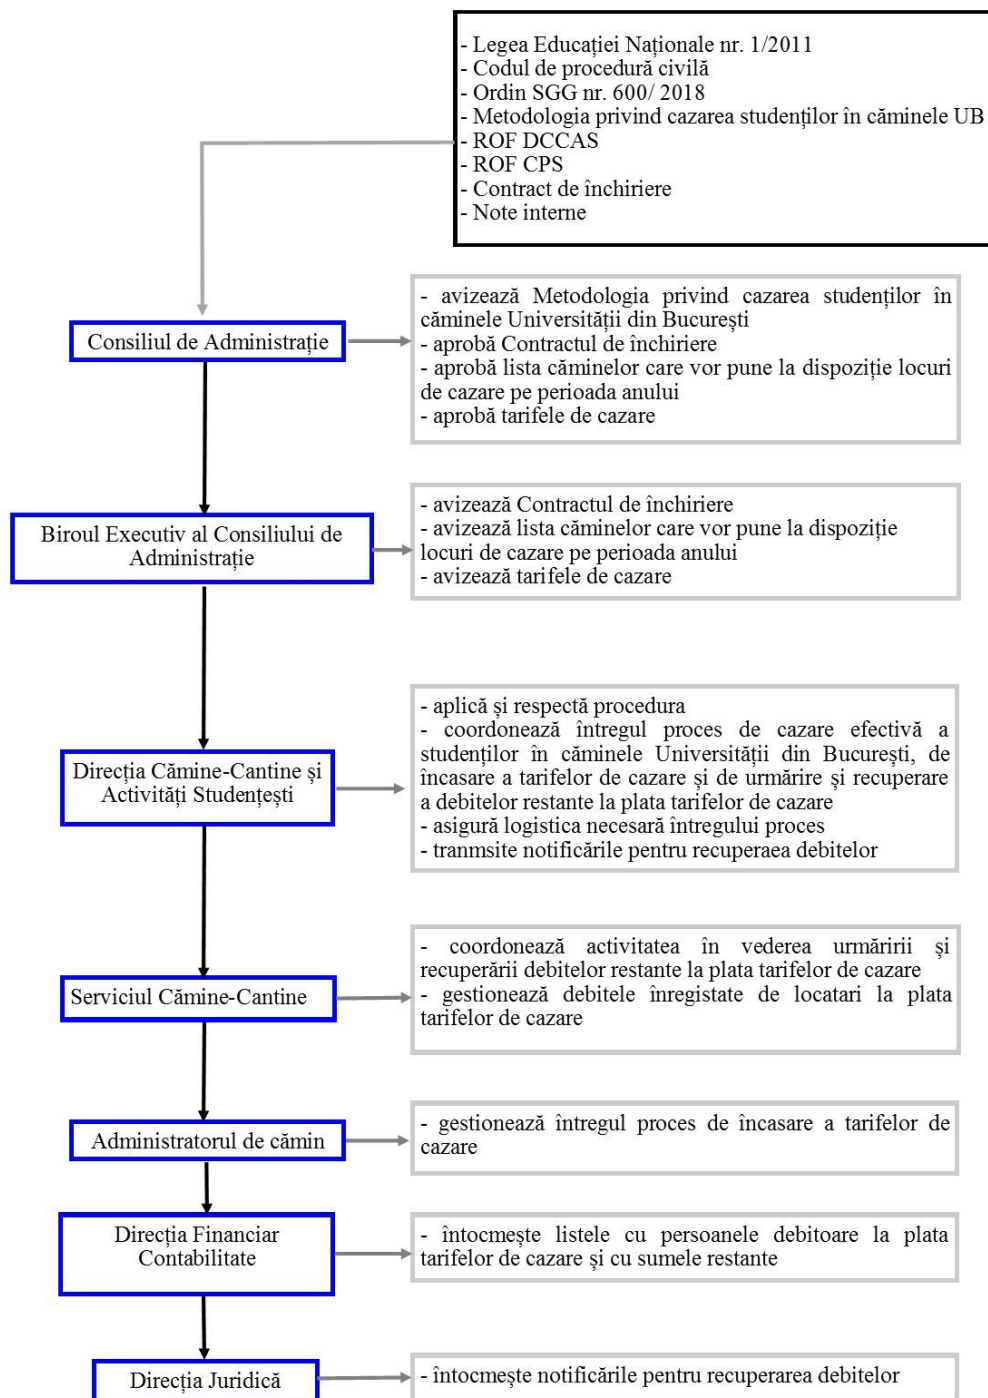 - Legea Educației Naționale nr. 1/2011
- Codul de procedură civilă
- Ordin SGG nr. 600/ 2018
- Metodologia privind cazarea studenților în căminele UB
- ROF DCCAS
- ROF CPS
- Contract de închiriere
- Note interne
Consiliul de Administrație
- avizează Metodologia privind cazarea studenților în
căminele Universității din București
- aprobă Contractul de închiriere
- aprobă lista căminelor care vor pune la dispoziție locuri
de cazare pe perioada anului
- aprobă tarifele de cazare
Biroul Executiv al Consiliului de
Administrație
- avizează Contractul de închiriere
- avizează lista căminelor care vor pune la dispoziție
locuri de cazare pe perioada anului
- avizează tarifele de cazare
Direcția Cămine-Cantine și
Activități Studențești
- aplică și respectă procedura
- coordonează întregul proces de cazare efectivă a
studenților în căminele Universității din București, de
încasare a tarifelor de cazare și de urmărire și recuperare
a debitelor restante la plata tarifelor de cazare
- asigură logistica necesară întregului proces
- tranmsite notificările pentru recuperaea debitelor
Serviciul Cămine-Cantine
- coordonează activitatea în vederea urmăririi și
recuperării debitelor restante la plata tarifelor de cazare
- gestionează debitele înregistate de locatari la plata
tarifelor de cazare
Administratorul de cămin
- gestionează întregul proces de încasare a tarifelor de
cazare
Direcția Financiar
Contabilitate
- întocmește listele cu persoanele debitoare la plata
tarifelor de cazare și cu sumele restante
Direcția Juridică
- întocmește notificările pentru recuperarea debitelor